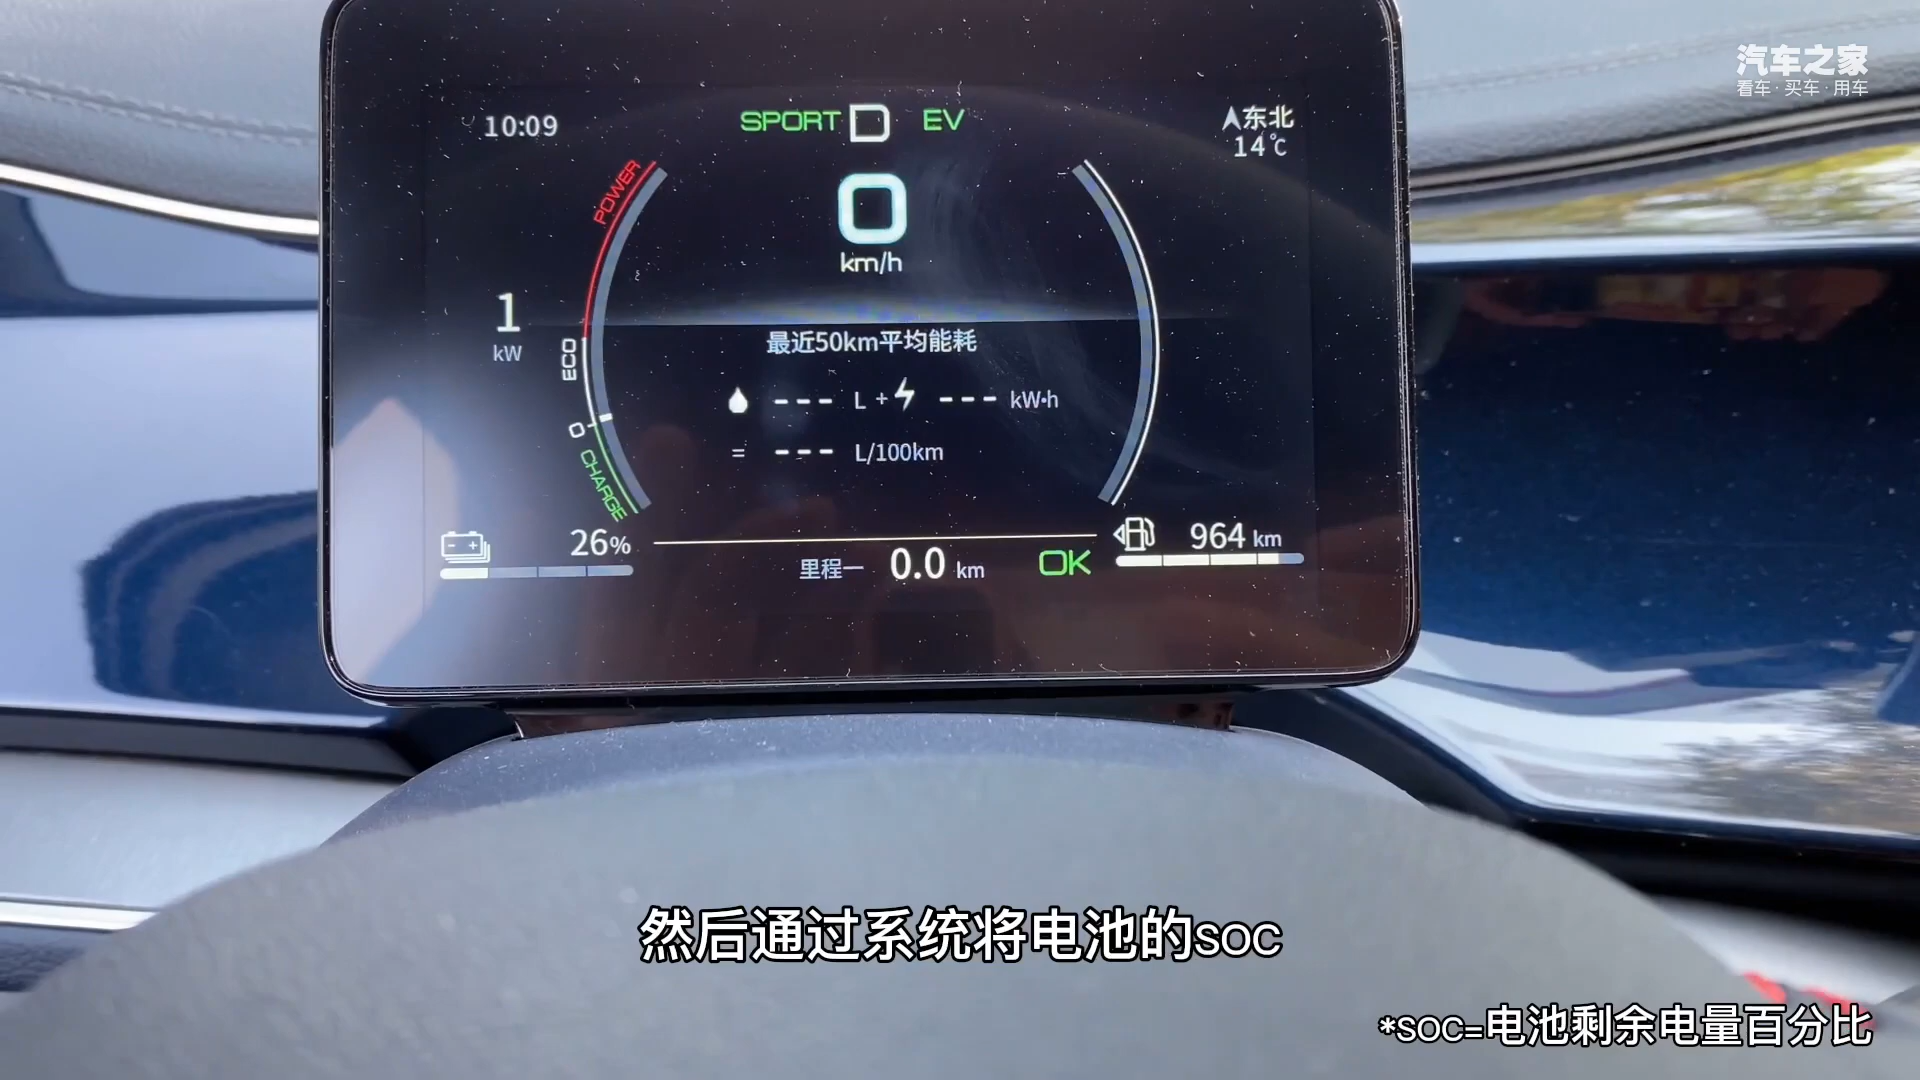 汽车之家
看车·买车·用车
10:09
SPORT D EV
东北
14℃
POWER
0
km/h
1
kW
ECO
最近50km平均能耗
--- L + --- kW·h
= --- L/100km
0
CHARGE
26%
964 km
里程一 0.0 km OK
然后通过系统将电池的SOC
*SOC=电池剩余电量百分比